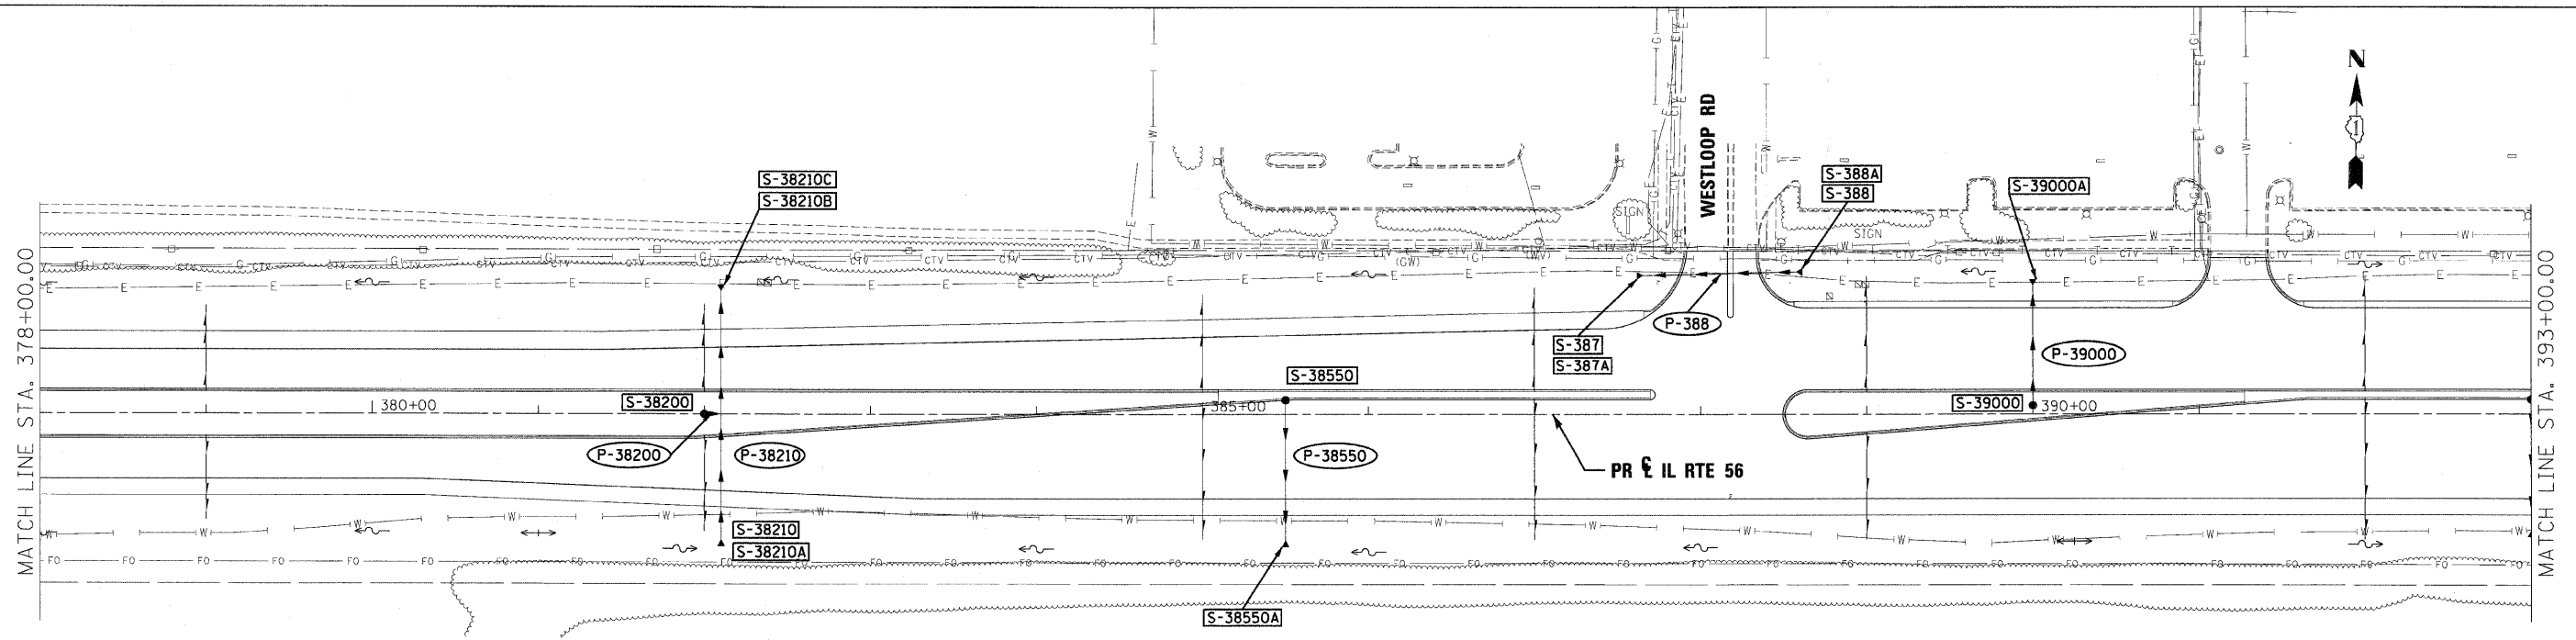 N
1
WESTLOOP RD
S-38210C
S-38210B
S-388A
S-388
S-39000A
SIGN
SIGN
MATCH LINE STA. 378+00.00
MATCH LINE STA. 393+00.00
P-388
S-387
S-387A
P-39000
S-38550
S-38200
380+00
385+00
S-39000
390+00
P-38200
P-38210
P-38550
PR ℄ IL RTE 56
S-38210
S-38210A
S-38550A